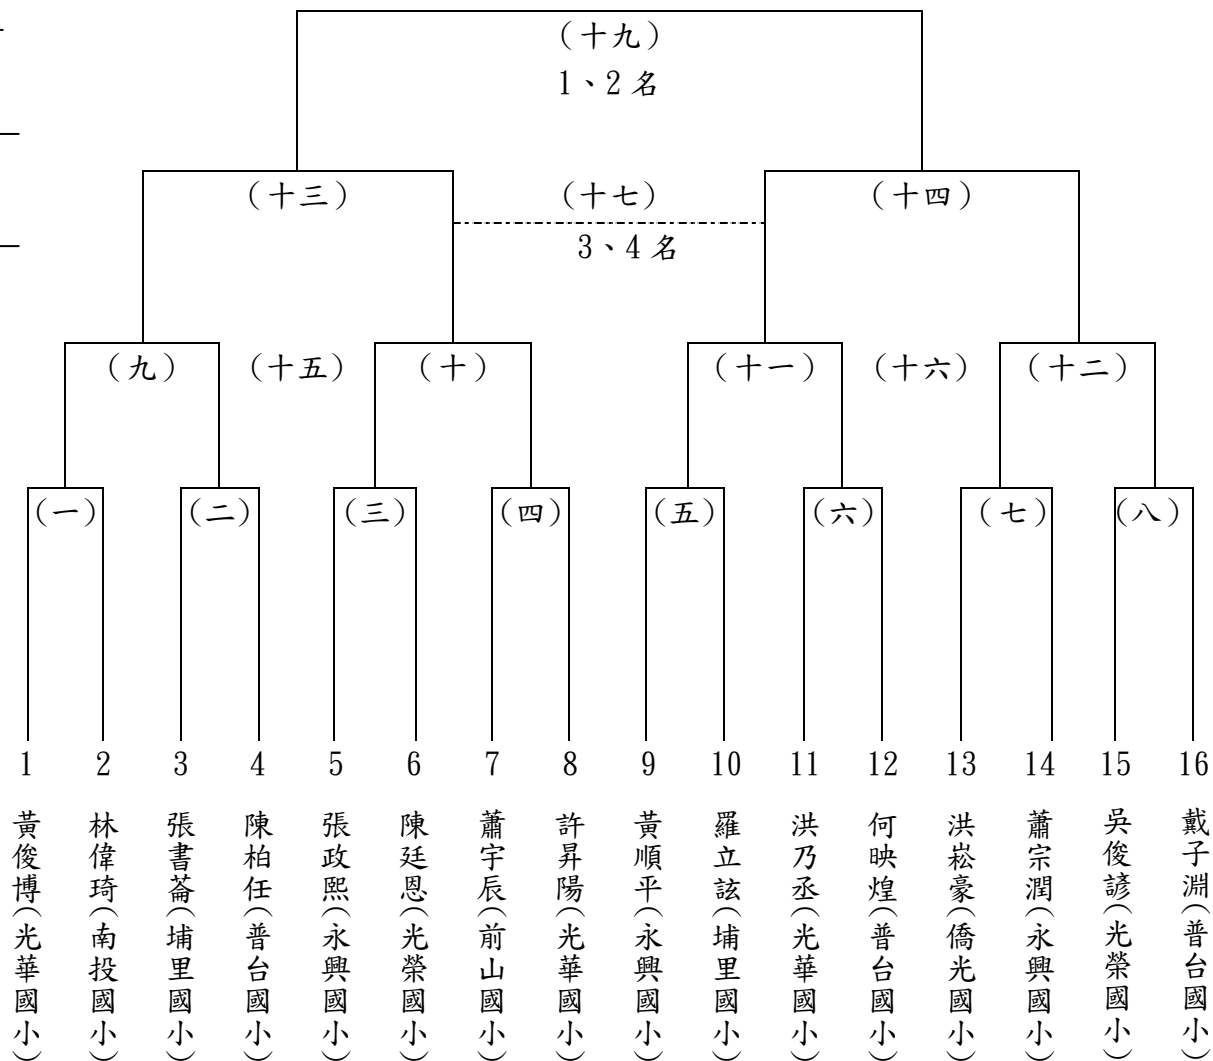 (十九)
1、2 名
(十三)
(十七)
(十四)
3、4 名
(九)
(十五)
(十)
(十一)
(十六)
(十二)
(一)
(二)
(三)
(四)
(五)
(六)
(七)
(八)
1
2
3
4
5
6
7
8
9
10
11
12
13
14
15
16
黃俊博(光華國小)
林偉琦(南投國小)
張書菕(埔里國小)
陳柏任(普台國小)
張政熙(永興國小)
陳廷恩(光榮國小)
蕭宇辰(前山國小)
許昇陽(光華國小)
黃順平(永興國小)
羅立詃(埔里國小)
洪乃丞(光華國小)
何映煌(普台國小)
洪崧豪(僑光國小)
蕭宗潤(永興國小)
吳俊諺(光榮國小)
戴子淵(普台國小)